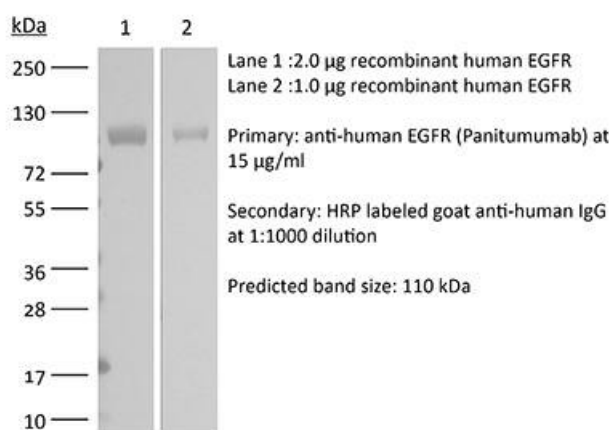 kDa
1 2
250
130
72
55
36
28
17
10
Lane 1 :2.0 µg recombinant human EGFR
Lane 2 :1.0 µg recombinant human EGFR
Primary: anti-human EGFR (Panitumumab) at
15 µg/ml
Secondary: HRP labeled goat anti-human IgG
at 1:1000 dilution
Predicted band size: 110 kDa